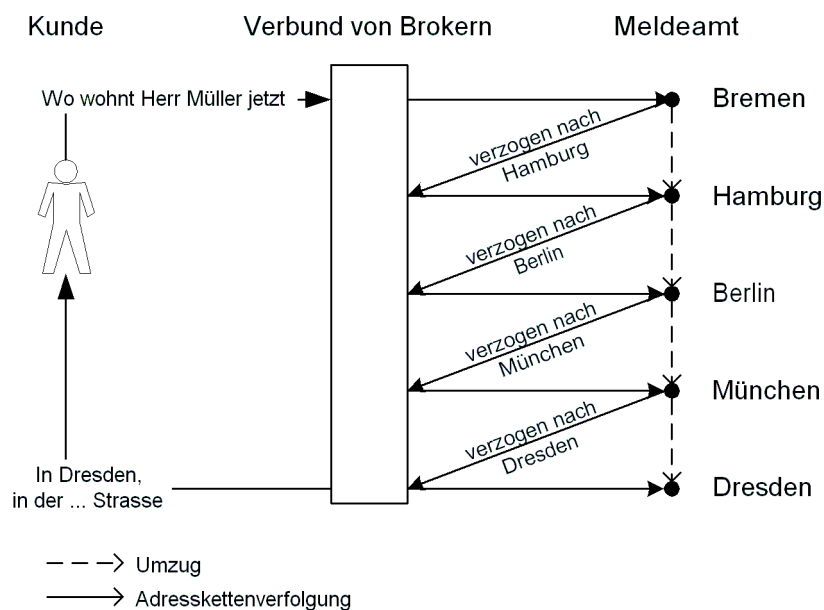 Kunde
Verbund von Brokern
Meldeamt
Wo wohnt Herr Müller jetzt
Bremen
verzogen nach
Hamburg
Hamburg
verzogen nach
Berlin
Berlin
verzogen nach
München
München
verzogen nach
Dresden
In Dresden,
in der ... Strasse
Dresden
Umzug
Adresskettenverfolgung